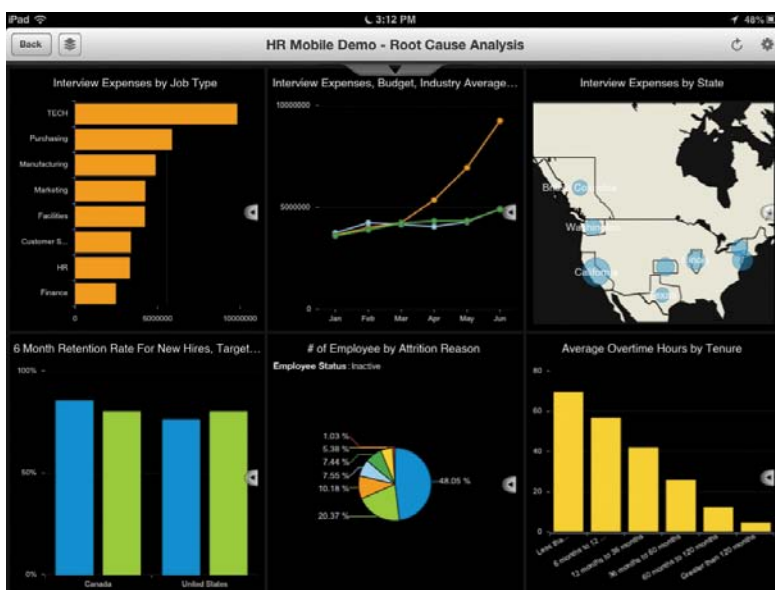 iPad 3:12 PM 48%
Back HR Mobile Demo - Root Cause Analysis
Interview Expenses by Job Type
TECH
Purchasing
Manufacturing
Marketing
Facilities
Customer S...
HR
Finance
0 5000000 10000000
Interview Expenses, Budget, Industry Average...
10000000
5000000
0
Jan Feb Mar Apr May Jun
Interview Expenses by State
British Columbia
Washington
California
6 Month Retention Rate For New Hires, Target...
100%
50%
0%
Canada United States
# of Employee by Attrition Reason
Employee Status : Inactive
1.03 %
5.38 %
7.44 %
7.55 %
10.18 %
20.37 %
48.05 %
Average Overtime Hours by Tenure
80
60
40
20
0
Less tha...
6 months to 12 ...
12 months to 36 months
36 months to 60 months
60 months to 120 months
Greater than 120 months